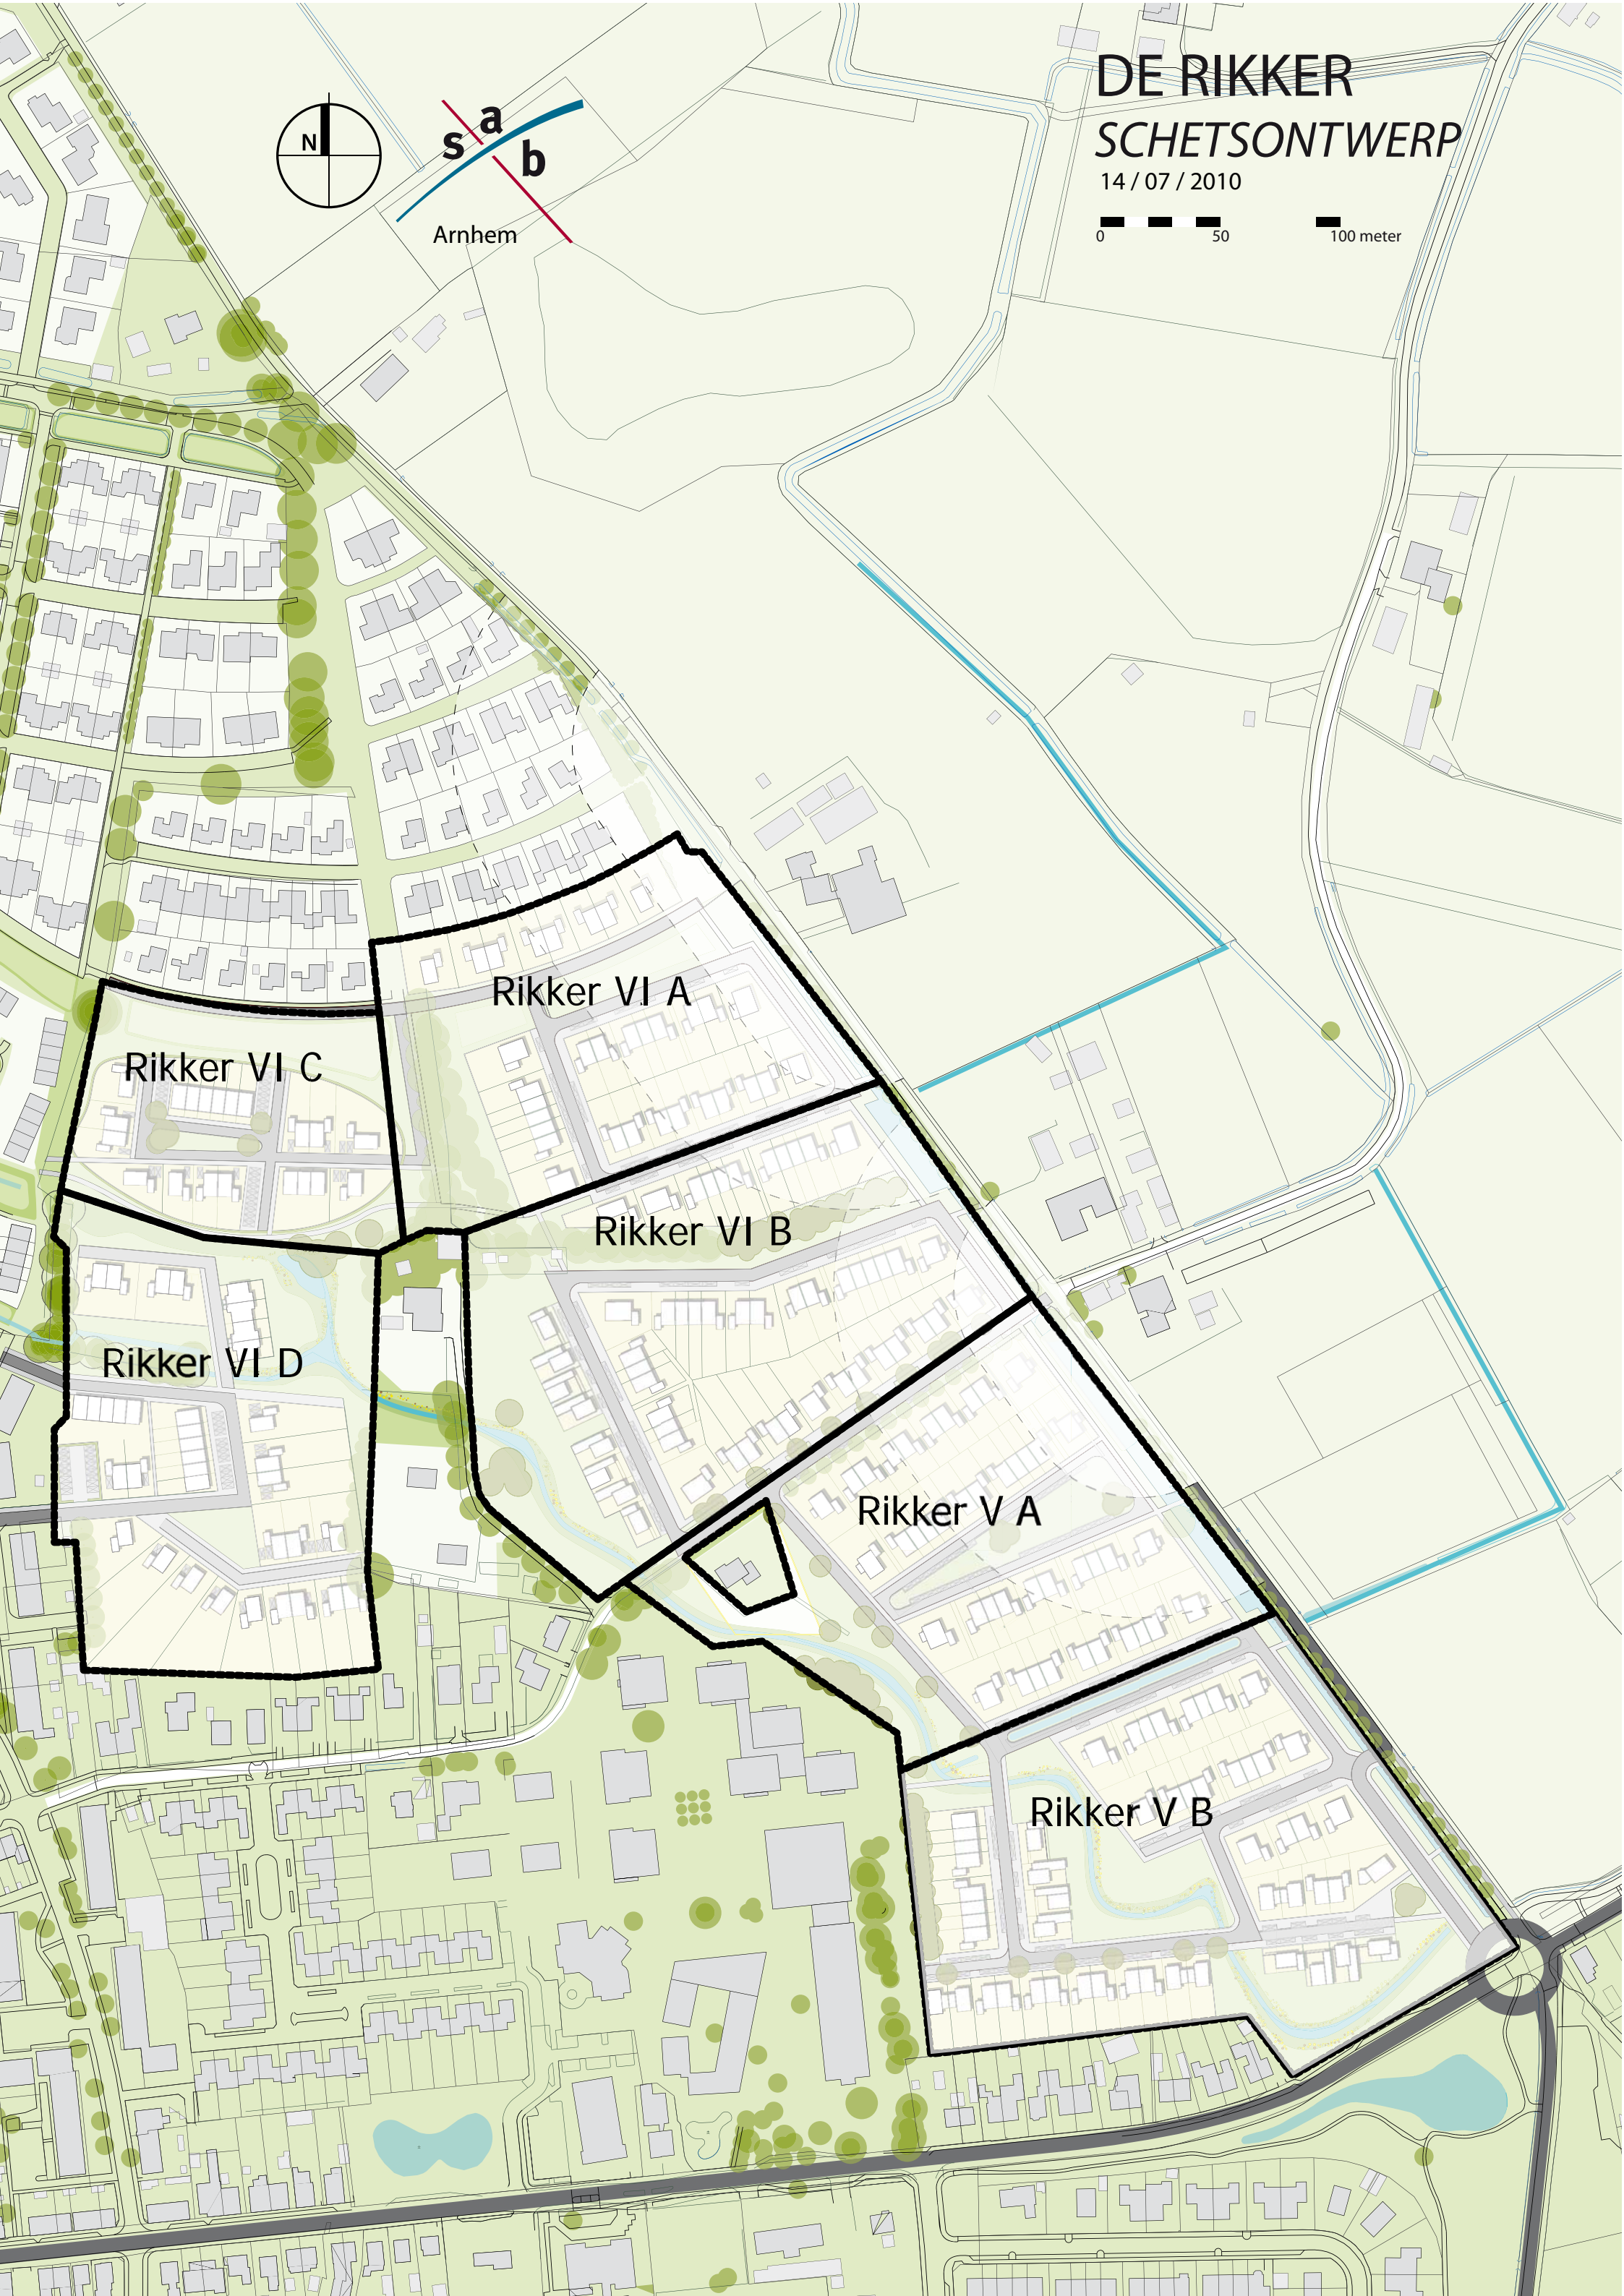 DE RIKKER
SCHETSONTWERP
14 / 07 / 2010
0 50 100 meter
N
s a b
Arnhem
Rikker VI A
Rikker VI C
Rikker VI B
Rikker VI D
Rikker V A
Rikker V B